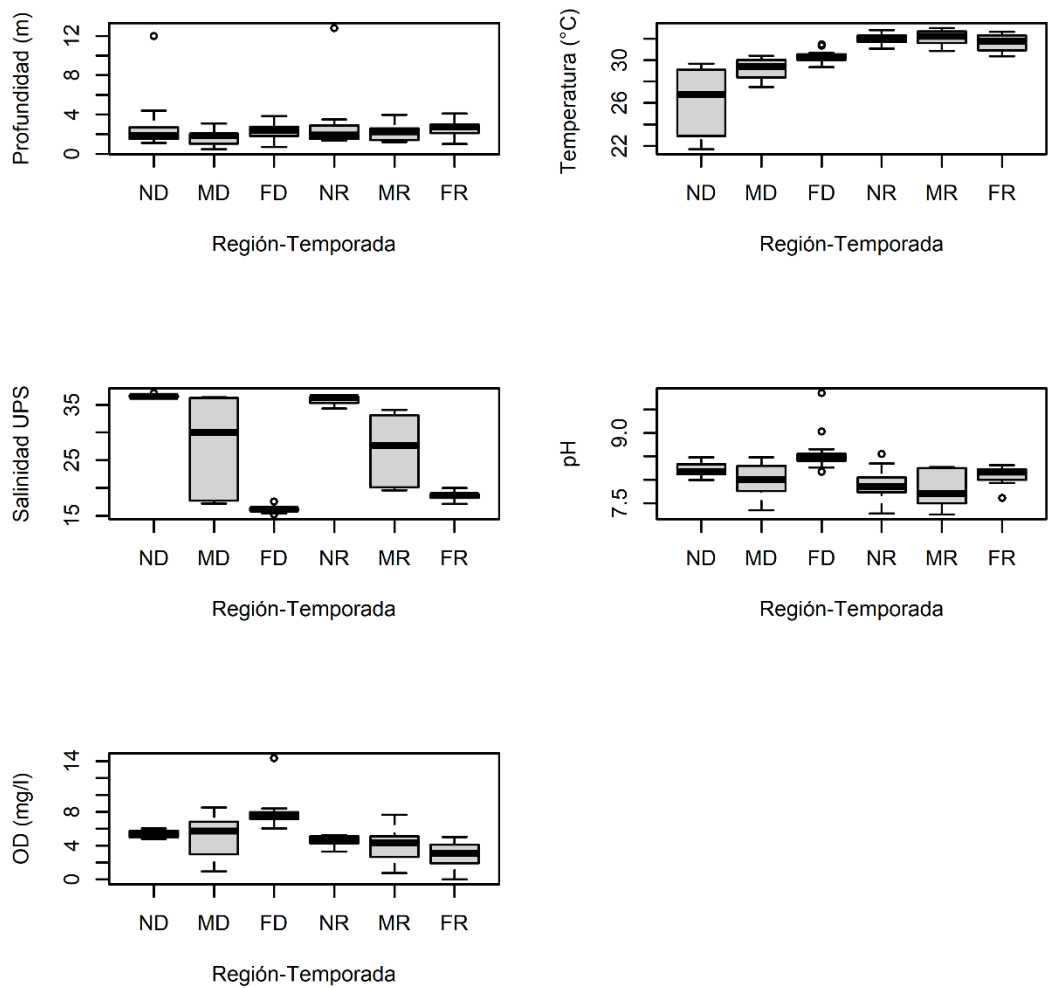 Profundidad (m)
12
8
4
0
ND MD FD NR MR FR
Región-Temporada
Temperatura (°C)
30
26
22
ND MD FD NR MR FR
Región-Temporada
Salinidad UPS
35
25
15
ND MD FD NR MR FR
Región-Temporada
pH
9.0
7.5
ND MD FD NR MR FR
Región-Temporada
OD (mg/l)
14
8
4
0
ND MD FD NR MR FR
Región-Temporada